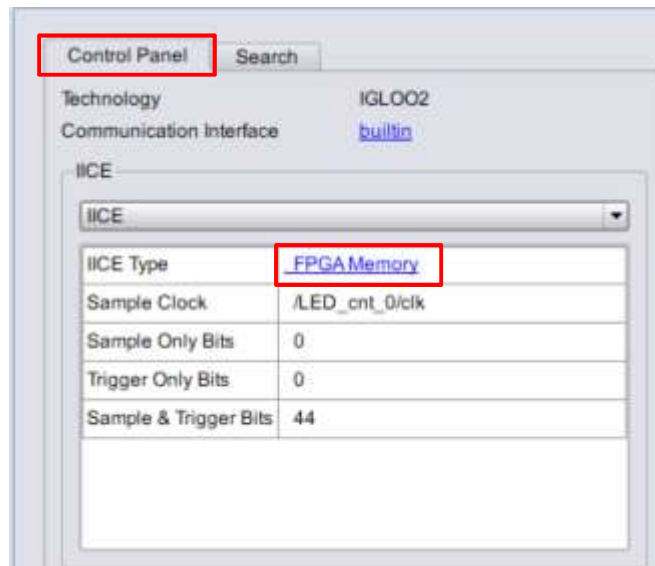 Control Panel Search
Technology IGLOO2
Communication Interface builtin
IICE
IICE
IICE Type FPGA Memory
Sample Clock /LED_cnt_0/clk
Sample Only Bits 0
Trigger Only Bits 0
Sample & Trigger Bits 44